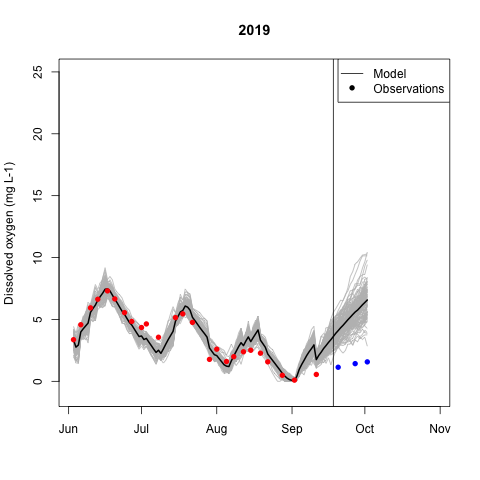 2019
Dissolved oxygen (mg L-1)
25
20
15
10
5
0
Model
Observations
Jun Jul Aug Sep Oct Nov